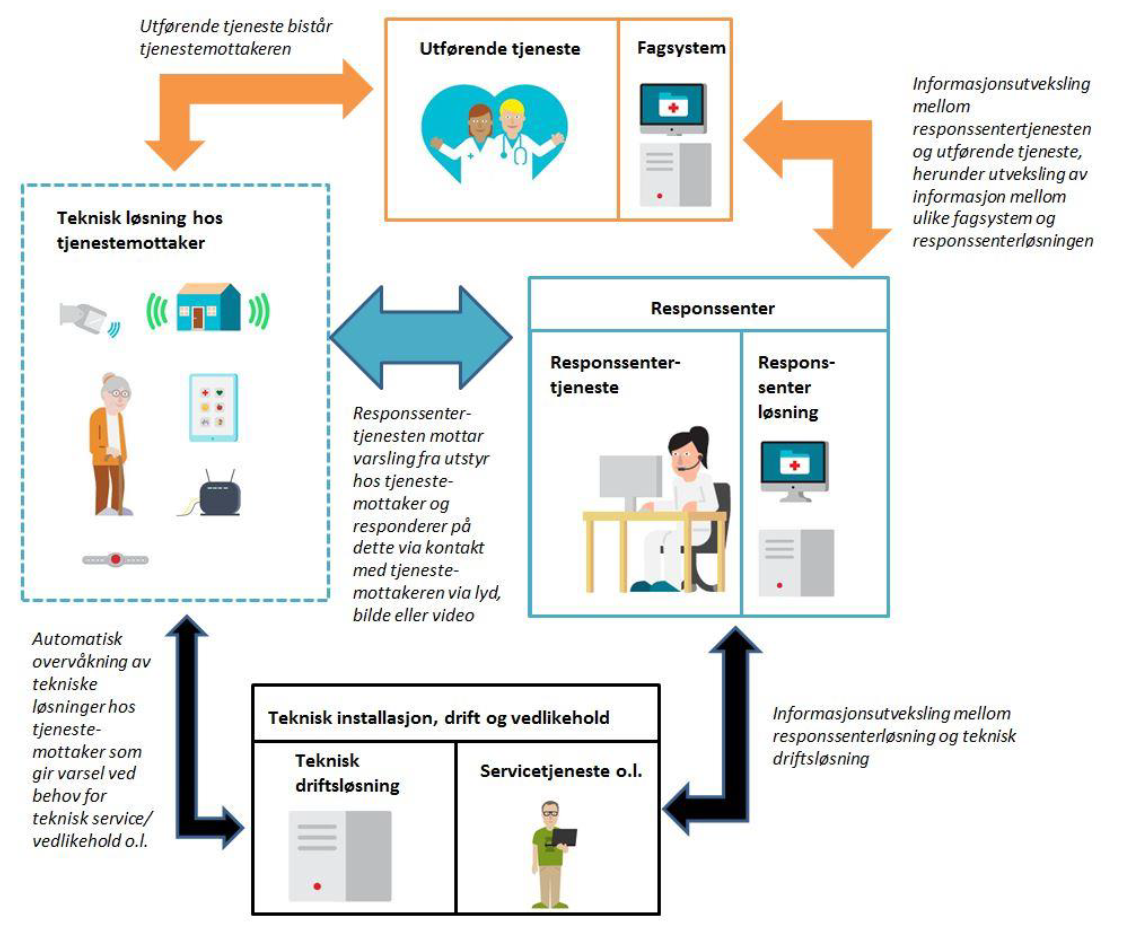 Utførende tjeneste bistår
tjenestemottakeren
Utførende tjeneste
Fagsystem
Informasjonsutveksling
mellom
responssentertjenesten
og utførende tjeneste,
herunder utveksling av
informasjon mellom
ulike fagsystem og
responssenterløsningen
Teknisk løsning hos
tjenestemottaker
Responssenter
Responssenter-
tjeneste
Respons-
senter
løsning
Responssenter-
tjenesten mottar
varsling fra utstyr
hos tjeneste-
mottaker og
responderer på
dette via kontakt
med tjeneste-
mottakeren via lyd,
bilde eller video
Automatisk
overvåkning av
tekniske
løsninger hos
tjeneste-
mottaker som
gir varsel ved
behov for
teknisk service/
vedlikehold o.l.
Teknisk installasjon, drift og vedlikehold
Teknisk
driftsløsning
Servicetjeneste o.l.
Informasjonsutveksling mellom
responssenterløsning og teknisk
driftsløsning